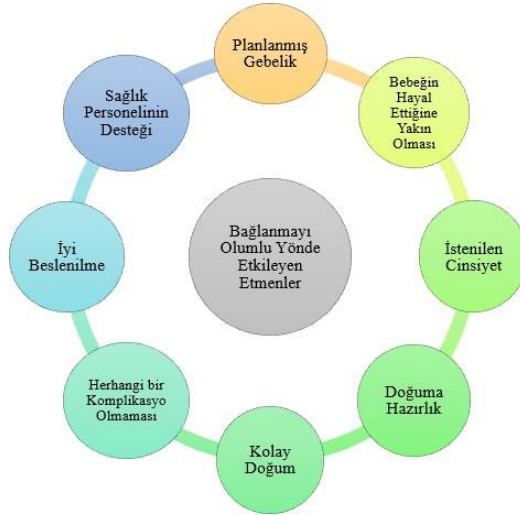 Planlanmış
Gebelik
Bebeğin
Hayal
Ettiğine
Yakın
Olması
İstenilen
Cinsiyet
Doğuma
Hazırlık
Kolay
Doğum
Herhangi bir
Komplikasyo
Olmaması
İyi
Beslenilme
Sağlık
Personelinin
Desteği
Bağlanmayı
Olumlu Yönde
Etkileyen
Etmenler